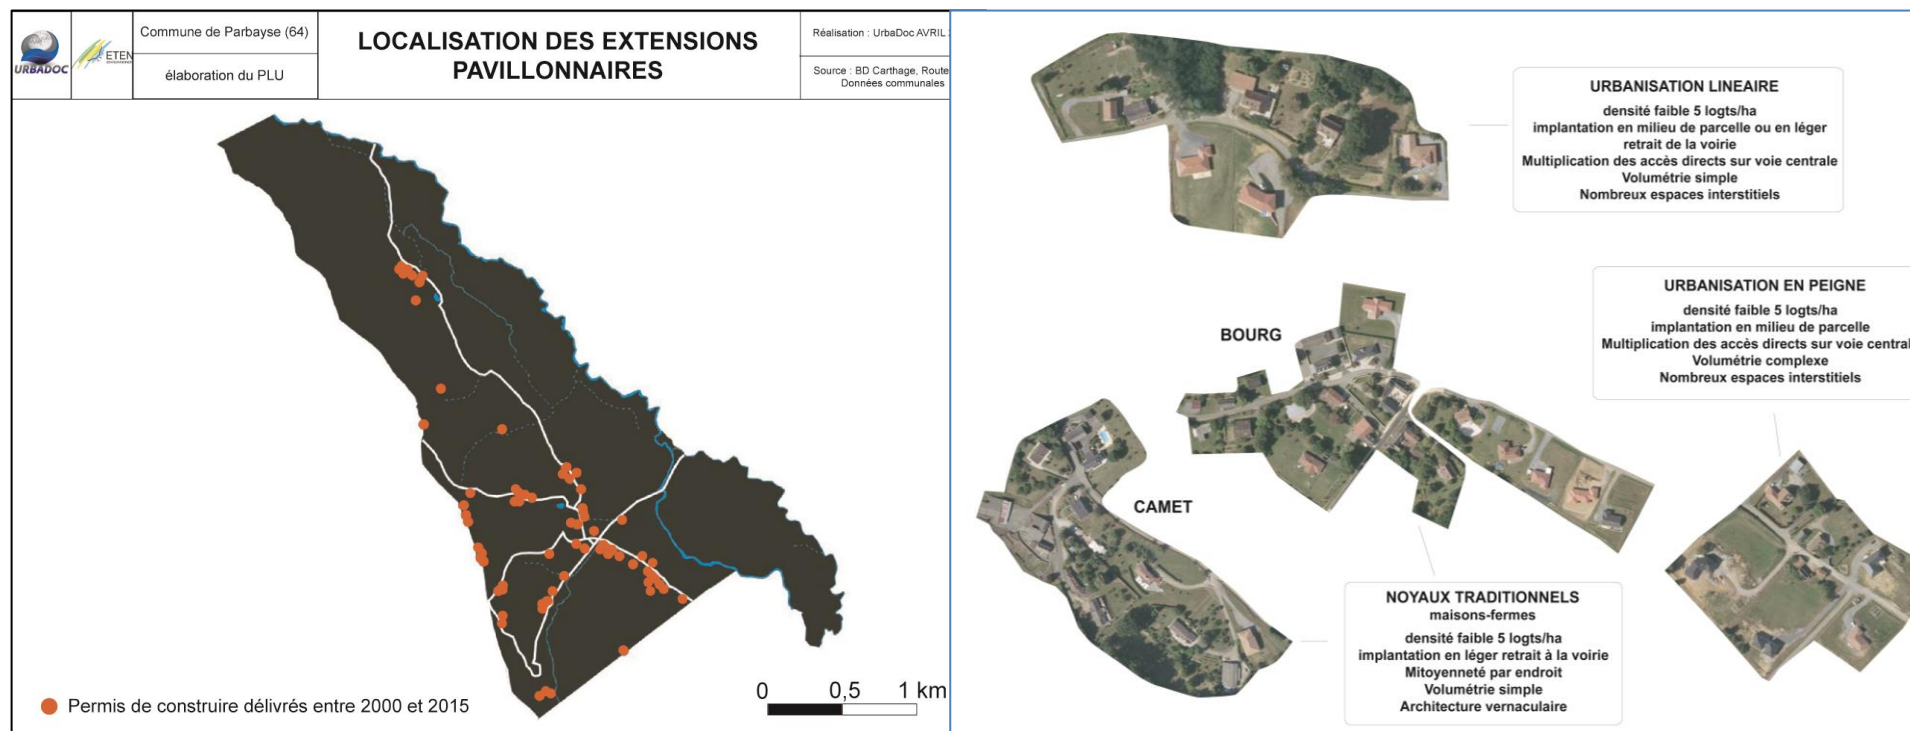 URBADOC
ETEN
Commune de Parbayse (64)
élaboration du PLU
LOCALISATION DES EXTENSIONS
PAVILLONNAIRES
Réalisation : UrbaDoc AVRIL
Source : BD Carthage, Route
Données communales
Permis de construire délivrés entre 2000 et 2015
0 0,5 1 km
URBANISATION LINEAIRE
densité faible 5 logts/ha
implantation en milieu de parcelle ou en léger
retrait de la voirie
Multiplication des accès directs sur voie centrale
Volumétrie simple
Nombreux espaces interstitiels
URBANISATION EN PEIGNE
densité faible 5 logts/ha
implantation en milieu de parcelle
Multiplication des accès directs sur voie central
Volumétrie complexe
Nombreux espaces interstitiels
BOURG
CAMET
NOYAUX TRADITIONNELS
maisons-fermes
densité faible 5 logts/ha
implantation en léger retrait à la voirie
Mitoyenneté par endroit
Volumétrie simple
Architecture vernaculaire